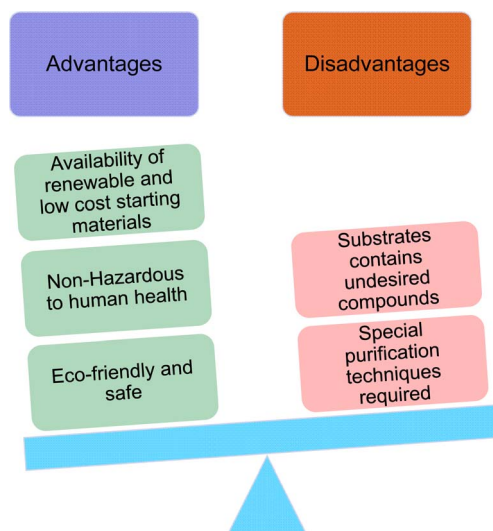 Advantages
Disadvantages
Availability of
renewable and
low cost starting
materials
Non-Hazardous
to human health
Eco-friendly and
safe
Substrates
contains
undesired
compounds
Special
purification
techniques
required